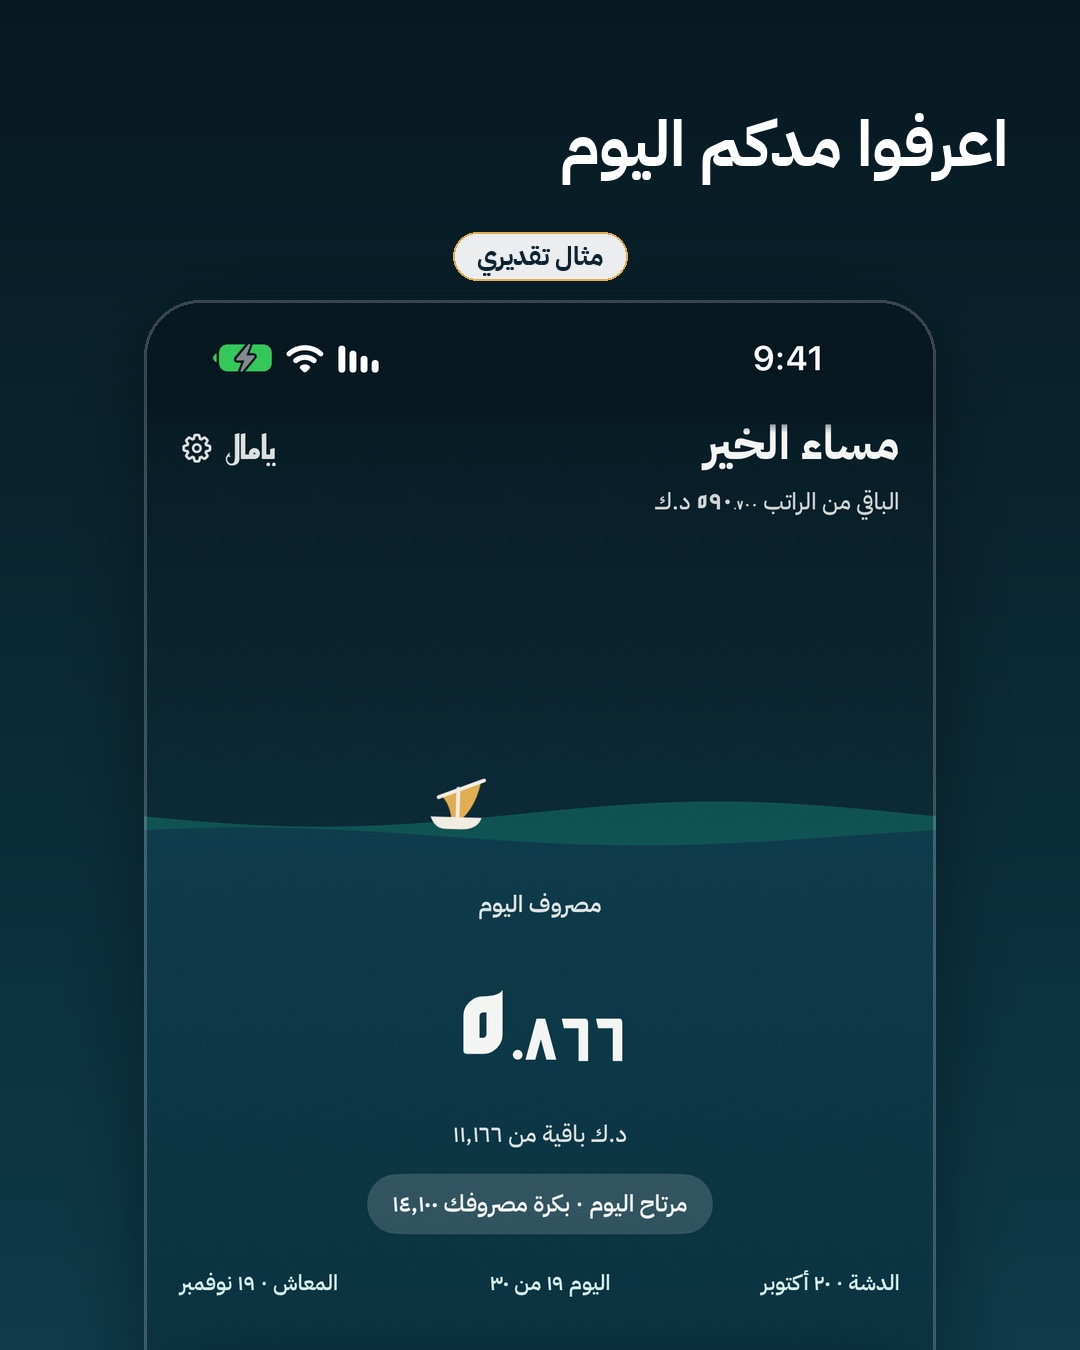 اعرفوا مدكم اليوم
مثال تقديري
9:41
مساء الخير
يامال
الباقي من الراتب ٥٩٠.٧٠٠ د.ك
مصروف اليوم
٥.٨٦٦
د.ك باقية من ١١,١٦٦
مرتاح اليوم · بكرة مصروفك ١٤,١٠٠
الدشة · ٢٠ أكتوبر
اليوم ١٩ من ٣٠
المعاش · ١٩ نوفمبر